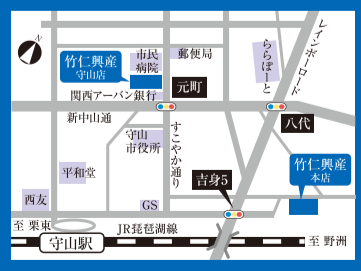 竹仁興産
守山店
市民
病院
郵便局
ららぽーと
レインボーロード
元町
関西アーバン銀行
新中山通
八代
守山
市役所
すこやか通り
竹仁興産
本店
平和堂
吉身5
西友
GS
至 栗東
JR琵琶湖線
守山駅
至 野洲